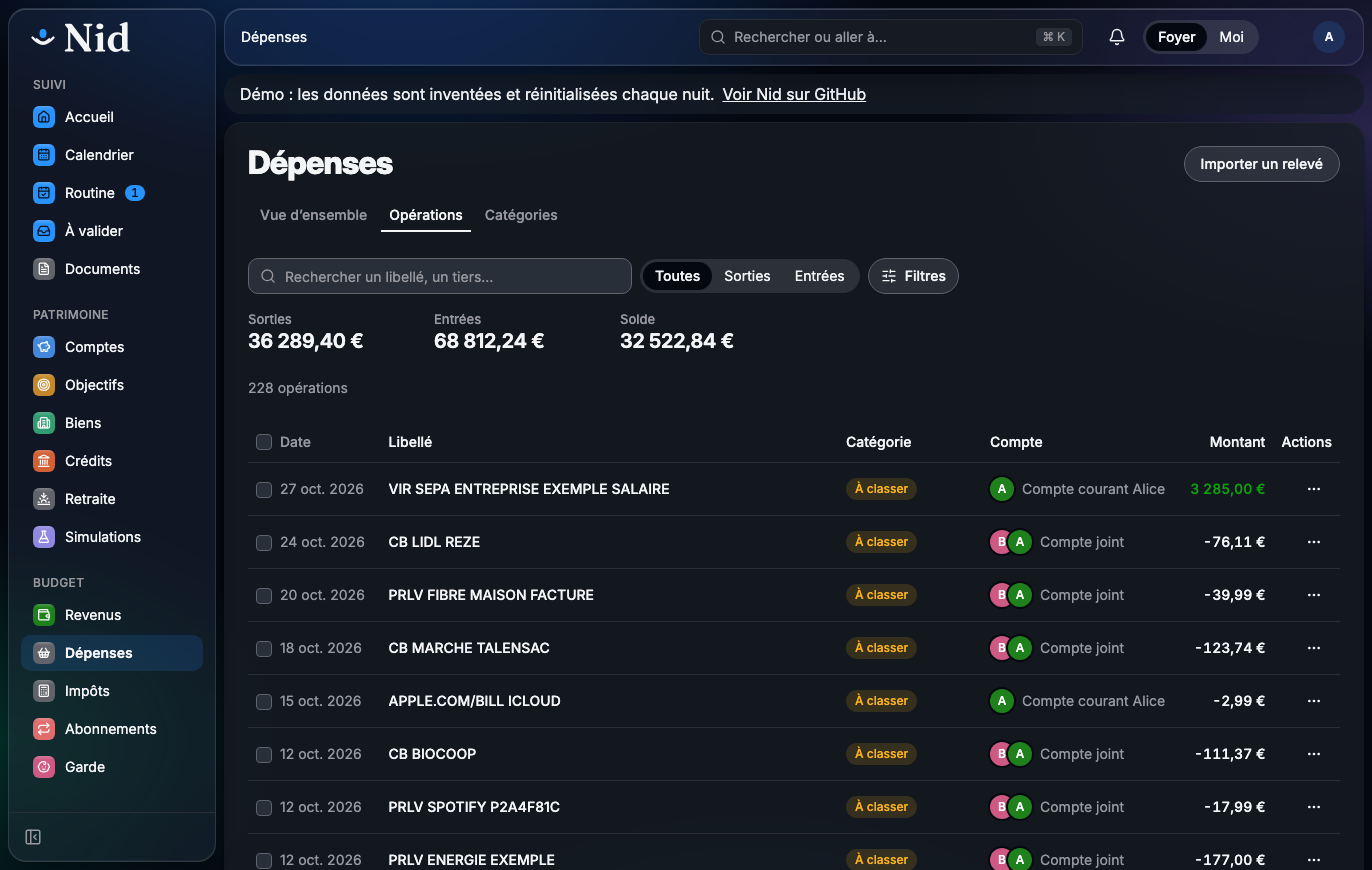 Nid
SUIVI
Accueil
Calendrier
Routine 1
À valider
Documents
PATRIMOINE
Comptes
Objectifs
Biens
Crédits
Retraite
Simulations
BUDGET
Revenus
Dépenses
Impôts
Abonnements
Garde
Dépenses
Rechercher ou aller à...
⌘ K
Foyer Moi
A
Démo : les données sont inventées et réinitialisées chaque nuit. Voir Nid sur GitHub
Dépenses
Importer un relevé
Vue d’ensemble Opérations Catégories
Rechercher un libellé, un tiers...
Toutes Sorties Entrées
Filtres
Sorties Entrées Solde
36 289,40 € 68 812,24 € 32 522,84 €
228 opérations
Date Libellé Catégorie Compte Montant Actions
27 oct. 2026 VIR SEPA ENTREPRISE EXEMPLE SALAIRE À classer A Compte courant Alice 3 285,00 € ...
24 oct. 2026 CB LIDL REZE À classer B A Compte joint -76,11 € ...
20 oct. 2026 PRLV FIBRE MAISON FACTURE À classer B A Compte joint -39,99 € ...
18 oct. 2026 CB MARCHE TALENSAC À classer B A Compte joint -123,74 € ...
15 oct. 2026 APPLE.COM/BILL ICLOUD À classer A Compte courant Alice -2,99 € ...
12 oct. 2026 CB BIOCOOP À classer B A Compte joint -111,37 € ...
12 oct. 2026 PRLV SPOTIFY P2A4F81C À classer B A Compte joint -17,99 € ...
12 oct. 2026 PRLV ENERGIE EXEMPLE À classer B A Compte joint -177,00 € ...